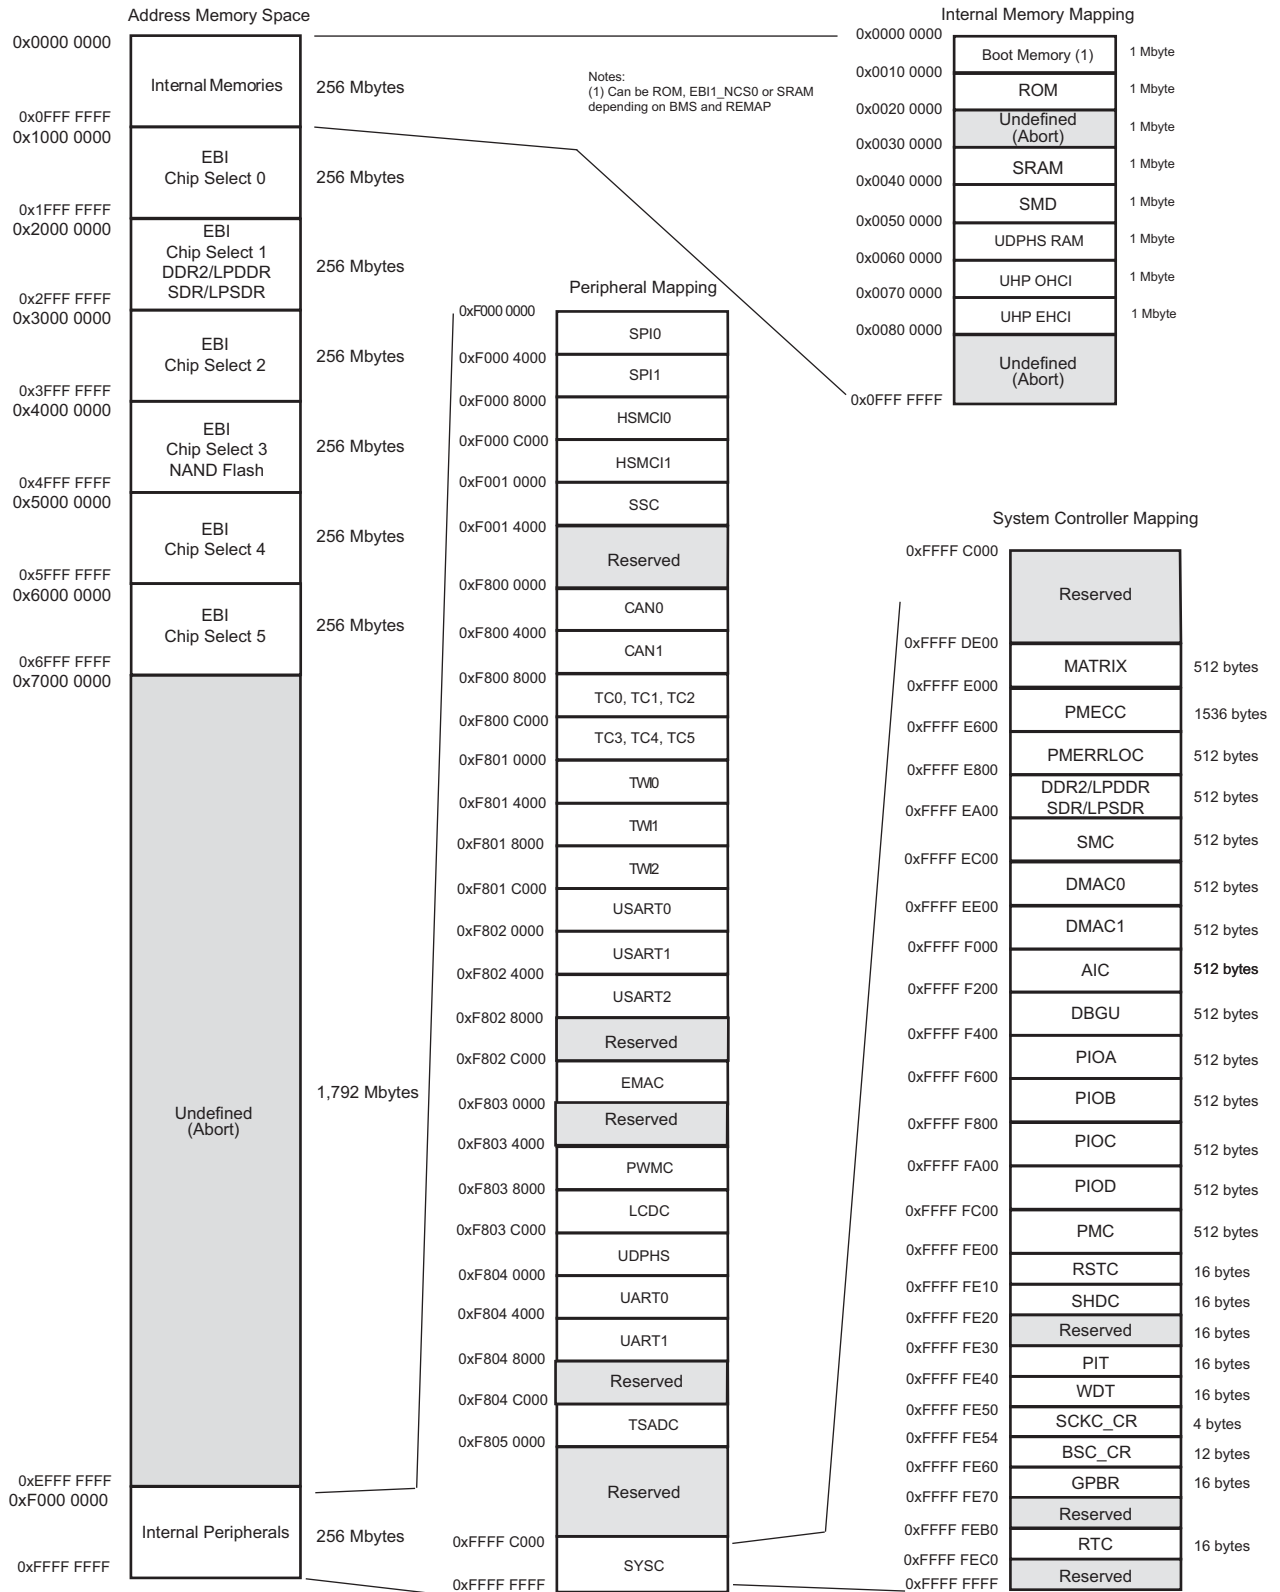 Address Memory Space
0x0000 0000
Internal Memories
256 Mbytes
0x0FFF FFFF
0x1000 0000
EBI
Chip Select 0
256 Mbytes
0x1FFF FFFF
0x2000 0000
EBI
Chip Select 1
DDR2/LPDDR
SDR/LPSDR
256 Mbytes
0x2FFF FFFF
0x3000 0000
EBI
Chip Select 2
256 Mbytes
0x3FFF FFFF
0x4000 0000
EBI
Chip Select 3
NAND Flash
256 Mbytes
0x4FFF FFFF
0x5000 0000
EBI
Chip Select 4
256 Mbytes
0x5FFF FFFF
0x6000 0000
EBI
Chip Select 5
256 Mbytes
0x6FFF FFFF
0x7000 0000
Undefined
(Abort)
1,792 Mbytes
0xEFFF FFFF
0xF000 0000
Internal Peripherals
256 Mbytes
0xFFFF FFFF
Notes:
(1) Can be ROM, EBI1_NCS0 or SRAM
depending on BMS and REMAP
Peripheral Mapping
0xF000 0000
SPI0
0xF000 4000
SPI1
0xF000 8000
HSMCI0
0xF000 C000
HSMCI1
0xF001 0000
SSC
0xF001 4000
Reserved
0xF800 0000
CAN0
0xF800 4000
CAN1
0xF800 8000
TC0, TC1, TC2
0xF800 C000
TC3, TC4, TC5
0xF801 0000
TWI0
0xF801 4000
TWI1
0xF801 8000
TWI2
0xF801 C000
USART0
0xF802 0000
USART1
0xF802 4000
USART2
0xF802 8000
Reserved
0xF802 C000
EMAC
0xF803 0000
Reserved
0xF803 4000
PWMC
0xF803 8000
LCDC
0xF803 C000
UDPHS
0xF804 0000
UART0
0xF804 4000
UART1
0xF804 8000
Reserved
0xF804 C000
TSADC
0xF805 0000
Reserved
0xFFFF C000
SYSC
0xFFFF FFFF
Internal Memory Mapping
0x0000 0000
Boot Memory (1)
1 Mbyte
0x0010 0000
ROM
1 Mbyte
0x0020 0000
Undefined
(Abort)
1 Mbyte
0x0030 0000
SRAM
1 Mbyte
0x0040 0000
SMD
1 Mbyte
0x0050 0000
UDPHS RAM
1 Mbyte
0x0060 0000
UHP OHCI
1 Mbyte
0x0070 0000
UHP EHCI
1 Mbyte
0x0080 0000
Undefined
(Abort)
0x0FFF FFFF
System Controller Mapping
0xFFFF C000
Reserved
0xFFFF DE00
MATRIX
512 bytes
0xFFFF E000
PMECC
1536 bytes
0xFFFF E600
PMERRLOC
512 bytes
0xFFFF E800
DDR2/LPDDR
SDR/LPSDR
512 bytes
0xFFFF EA00
SMC
512 bytes
0xFFFF EC00
DMAC0
512 bytes
0xFFFF EE00
DMAC1
512 bytes
0xFFFF F000
AIC
512 bytes
0xFFFF F200
DBGU
512 bytes
0xFFFF F400
PIOA
512 bytes
0xFFFF F600
PIOB
512 bytes
0xFFFF F800
PIOC
512 bytes
0xFFFF FA00
PIOD
512 bytes
0xFFFF FC00
PMC
512 bytes
0xFFFF FE00
RSTC
16 bytes
0xFFFF FE10
SHDC
16 bytes
0xFFFF FE20
Reserved
16 bytes
0xFFFF FE30
PIT
16 bytes
0xFFFF FE40
WDT
16 bytes
0xFFFF FE50
SCKC_CR
4 bytes
0xFFFF FE54
BSC_CR
12 bytes
0xFFFF FE60
GPBR
16 bytes
0xFFFF FE70
Reserved
0xFFFF FEB0
RTC
16 bytes
0xFFFF FEC0
Reserved
0xFFFF FFFF